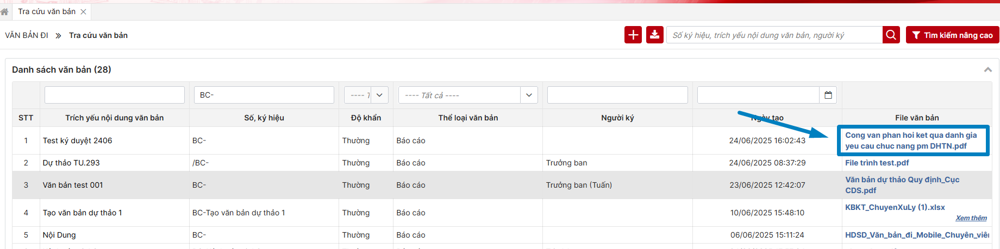 Tra cứu văn bản
VĂN BẢN ĐI » Tra cứu văn bản
Số ký hiệu, trích yếu nội dung văn bản, người ký
Tìm kiếm nâng cao
Danh sách văn bản (28)
BC- ---- T ---- Tất cả ----
STT Trích yếu nội dung văn bản Số, ký hiệu Độ khẩn Thể loại văn bản Người ký Ngày tạo File văn bản
1 Test ký duyệt 2406 BC- Thường Báo cáo 24/06/2025 16:02:43 Cong van phan hoi ket qua danh gia
yeu cau chuc nang pm DHTN.pdf
2 Dự thảo TU.293 /BC- Thường Báo cáo Trưởng ban 24/06/2025 08:37:29 File trình test.pdf
3 Văn bản test 001 BC- Thường Báo cáo Trưởng ban (Tuấn) 23/06/2025 12:42:07 Văn bản dự thảo Quy định_Cục
CDS.pdf
4 Tạo văn bản dự thảo 1 BC-Tạo văn bản dự thảo 1 Thường Báo cáo 10/06/2025 15:48:10 KBKT_ChuyenXuLy (1).xlsx
Xem thêm
5 Nội Dung BC- Thường Báo cáo 06/06/2025 15:11:24 HDSD_Văn_bản_đi_Mobile_Chuyên_viên